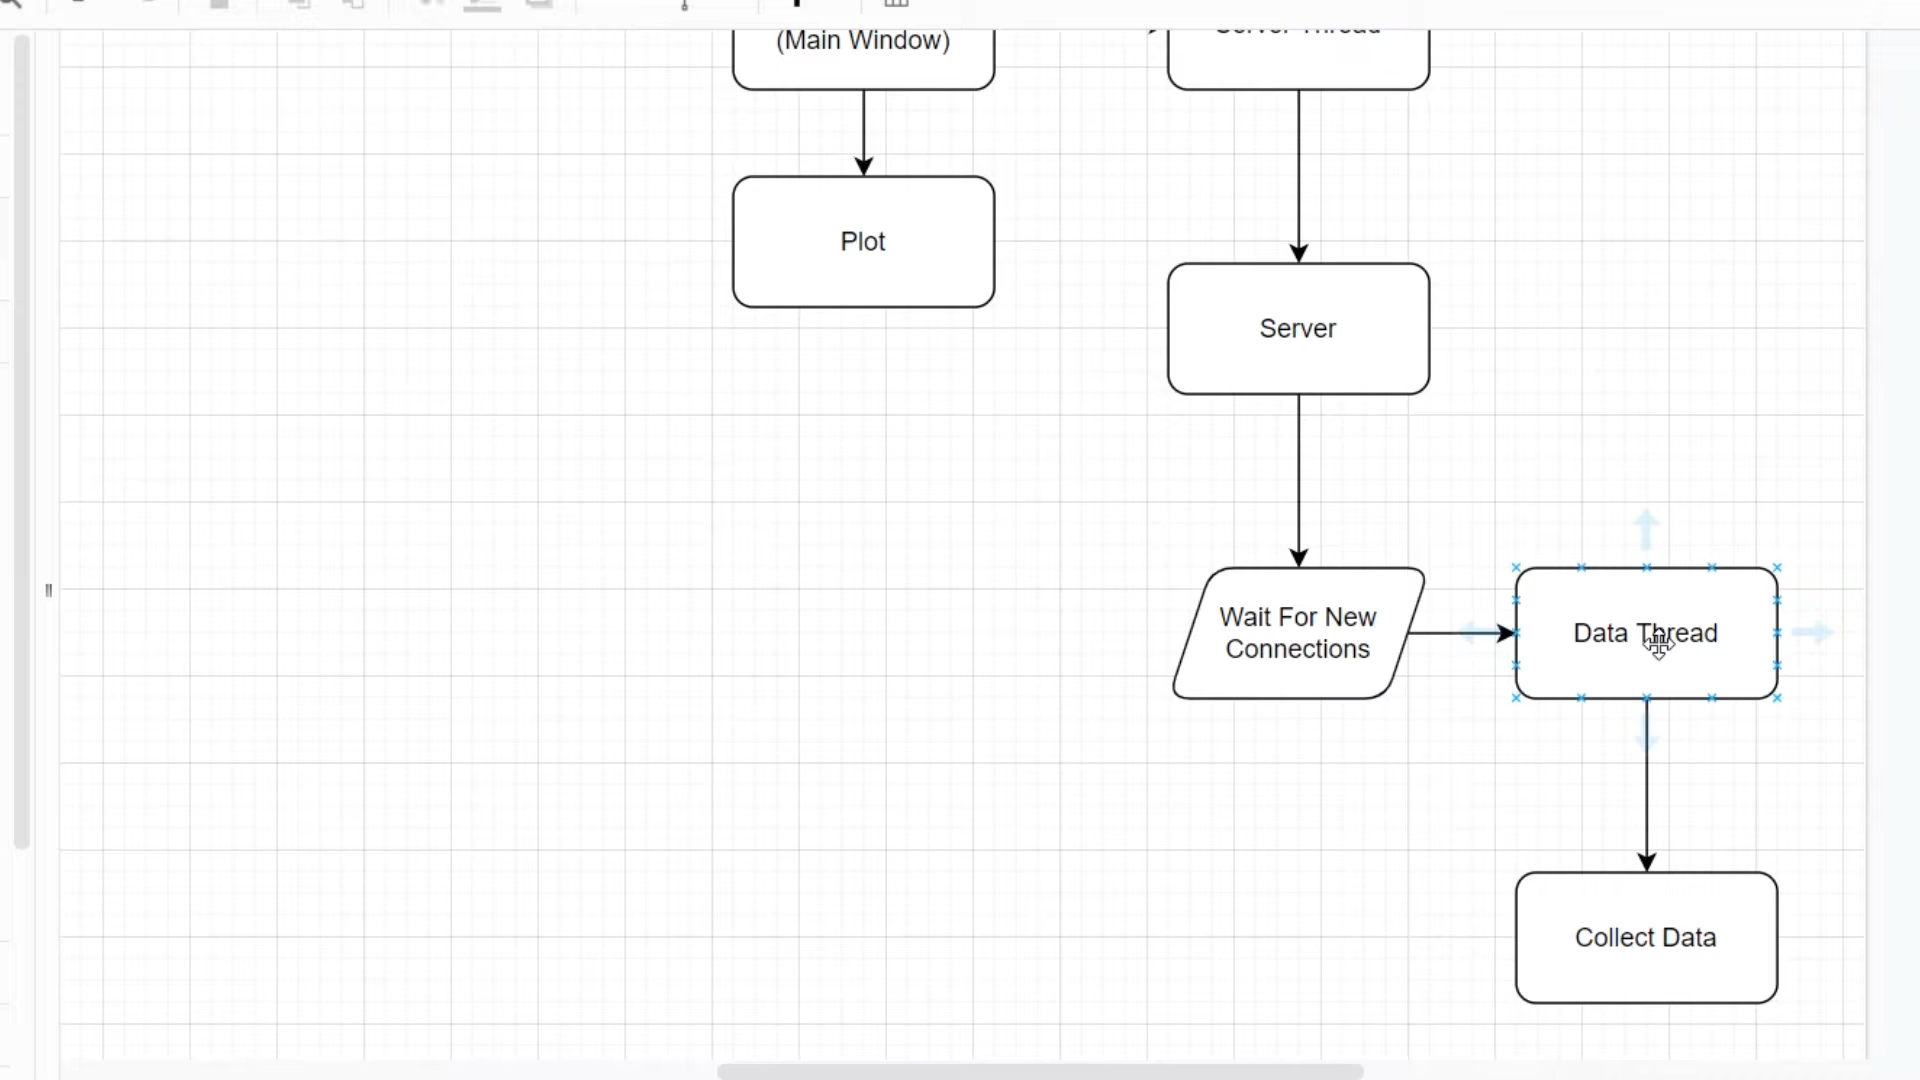 (Main Window)
Server Thread
Plot
Server
Wait For New
Connections
Data Thread
Collect Data